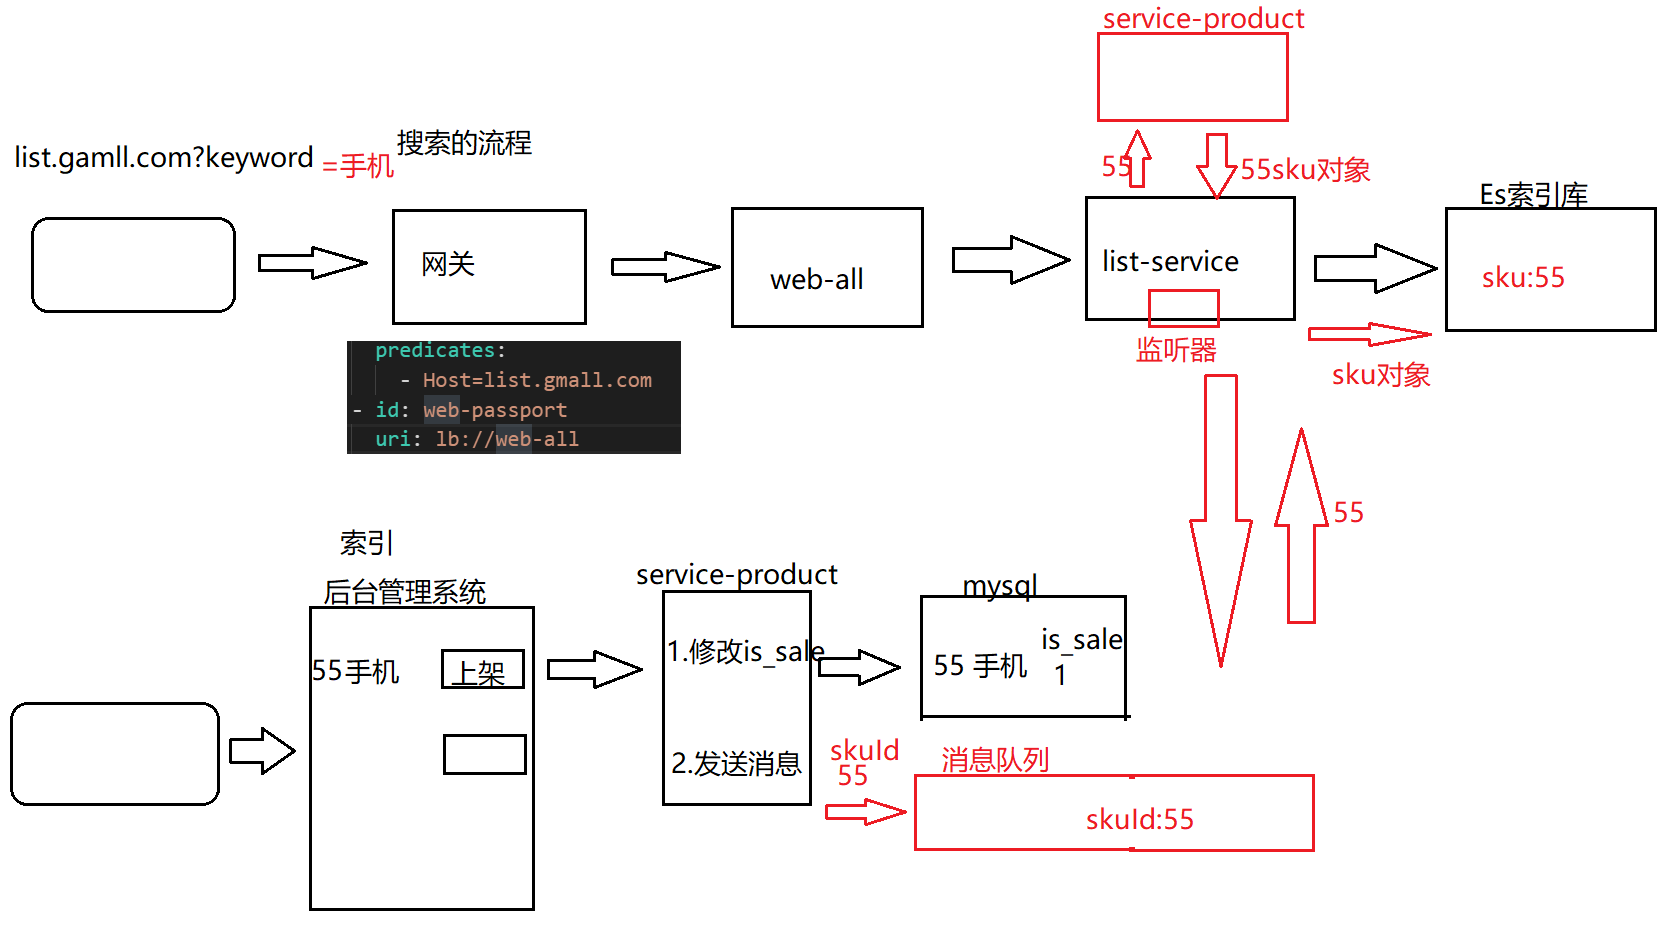 service-product
搜索的流程
list.gamll.com?keyword =手机
55
55sku对象
Es索引库
网关
web-all
list-service
sku:55
监听器
sku对象
predicates:
- Host=list.gmall.com
- id: web-passport
uri: lb://web-all
55
索引
后台管理系统
service-product
mysql
55手机
上架
1.修改is_sale
55 手机
is_sale
1
2.发送消息
skuId
55
消息队列
skuId:55